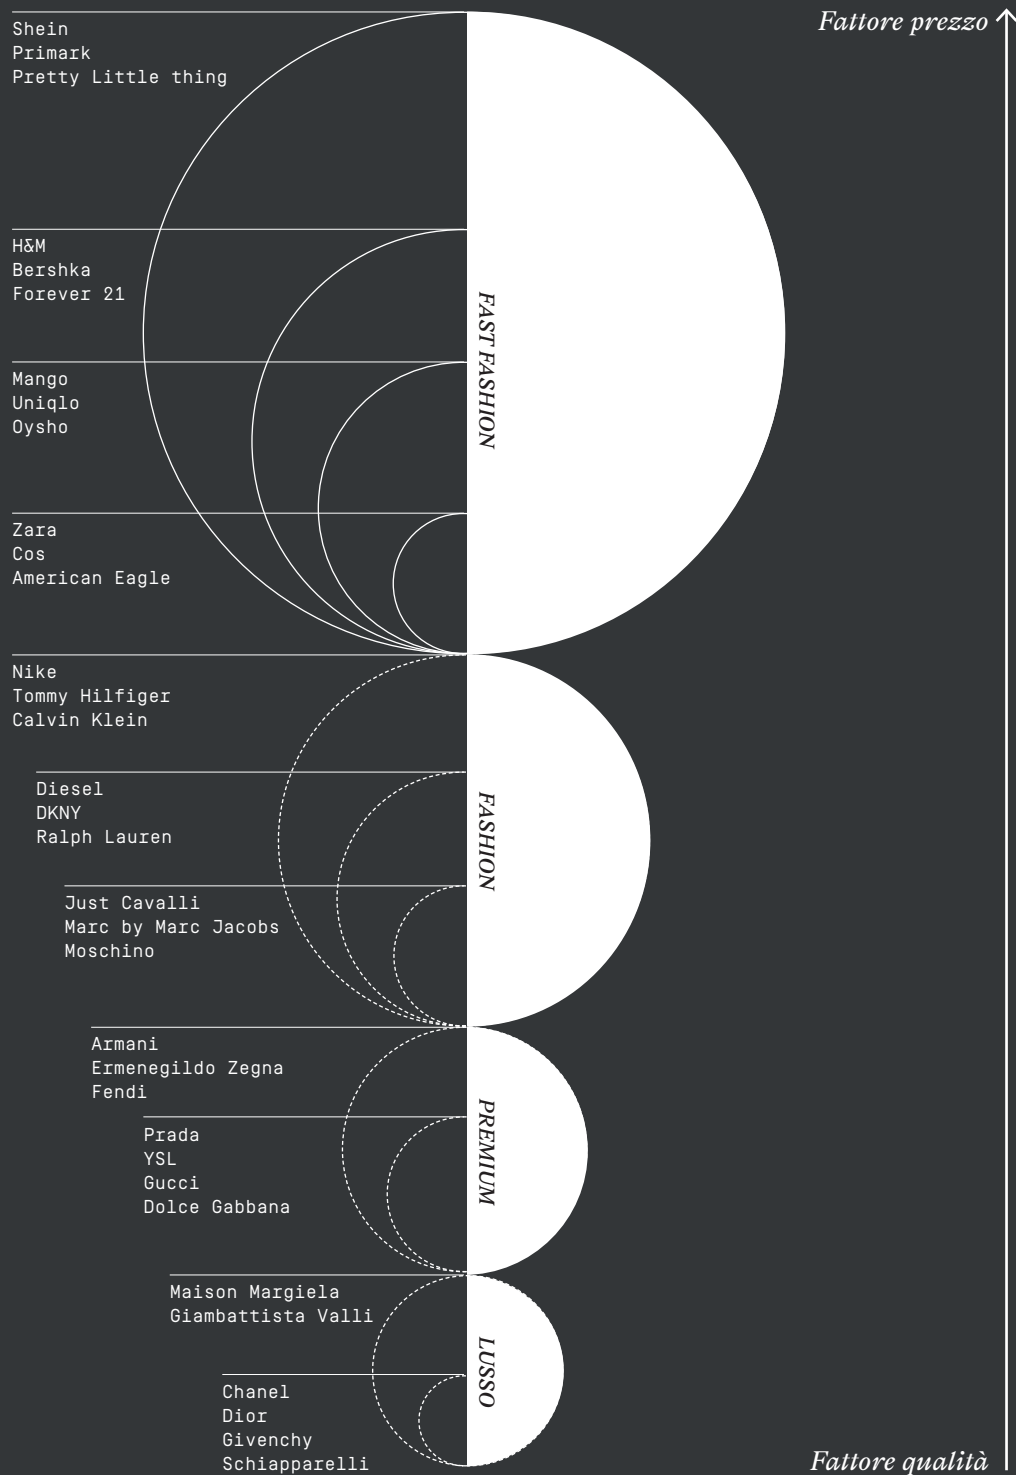 Fattore prezzo
Shein
Primark
Pretty Little thing
H&M
Bershka
Forever 21
FAST FASHION
Mango
Uniqlo
Oysho
Zara
Cos
American Eagle
Nike
Tommy Hilfiger
Calvin Klein
Diesel
DKNY
Ralph Lauren
FASHION
Just Cavalli
Marc by Marc Jacobs
Moschino
Armani
Ermenegildo Zegna
Fendi
PREMIUM
Prada
YSL
Gucci
Dolce Gabbana
Maison Margiela
Giambattista Valli
LUSSO
Chanel
Dior
Givenchy
Schiapparelli
Fattore qualità